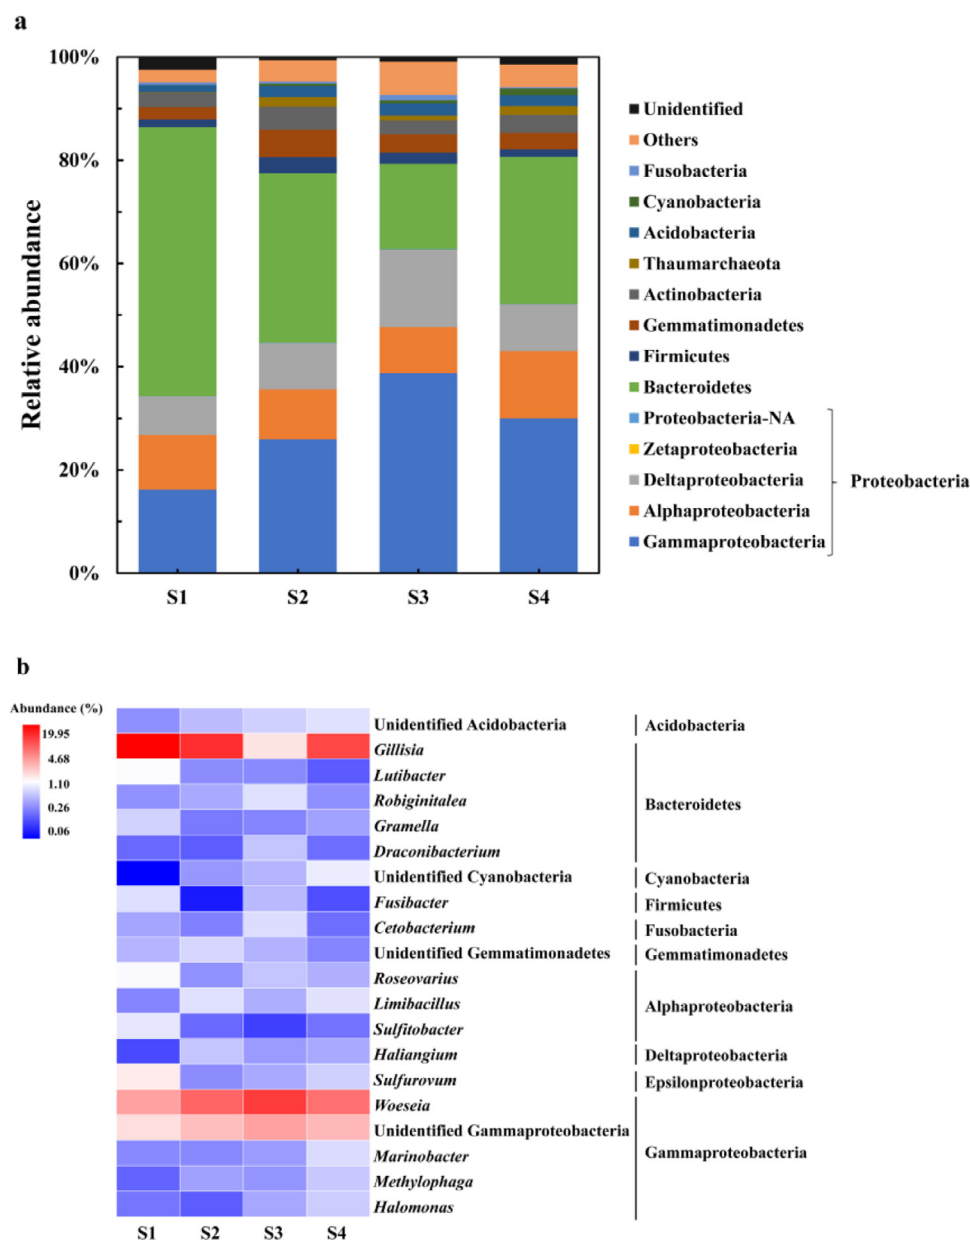 a
100%
80%
60%
40%
20%
0%
Relative abundance
S1
S2
S3
S4
Unidentified
Others
Fusobacteria
Cyanobacteria
Acidobacteria
Thaumarchaeota
Actinobacteria
Gemmatimonadetes
Firmicutes
Bacteroidetes
Proteobacteria-NA
Zetaproteobacteria
Deltaproteobacteria
Alphaproteobacteria
Gammaproteobacteria
Proteobacteria
b
Abundance (%)
19.95
4.68
1.10
0.26
0.06
Unidentified Acidobacteria
Gillisia
Lutibacter
Robiginitalea
Gramella
Draconibacterium
Unidentified Cyanobacteria
Fusibacter
Cetobacterium
Unidentified Gemmatimonadetes
Roseovarius
Limibacillus
Sulfitobacter
Haliangium
Sulfurovum
Woeseia
Unidentified Gammaproteobacteria
Marinobacter
Methylophaga
Halomonas
Acidobacteria
Bacteroidetes
Cyanobacteria
Firmicutes
Fusobacteria
Gemmatimonadetes
Alphaproteobacteria
Deltaproteobacteria
Epsilonproteobacteria
Gammaproteobacteria
S1
S2
S3
S4